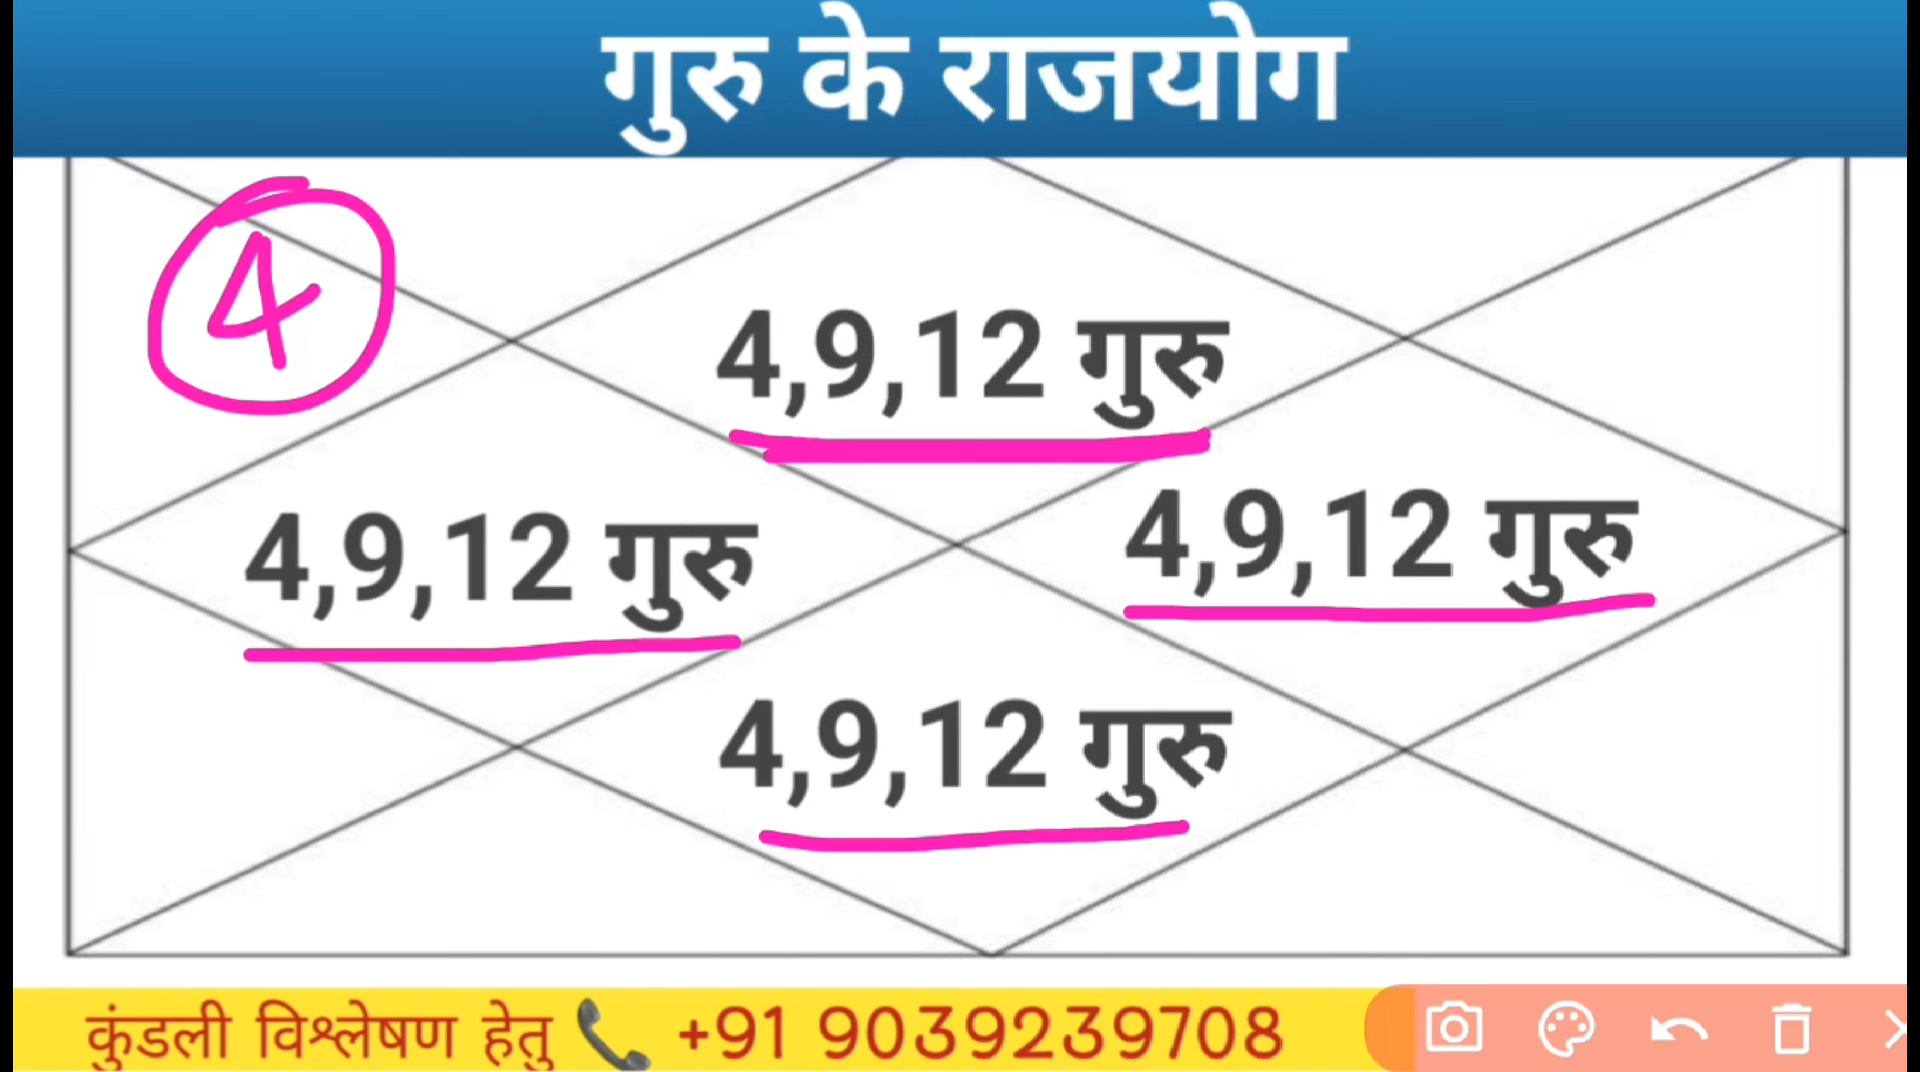 गुरु के राजयोग
4
4,9,12 गुरु
4,9,12 गुरु
4,9,12 गुरु
4,9,12 गुरु
कुंडली विश्लेषण हेतु +91 9039239708